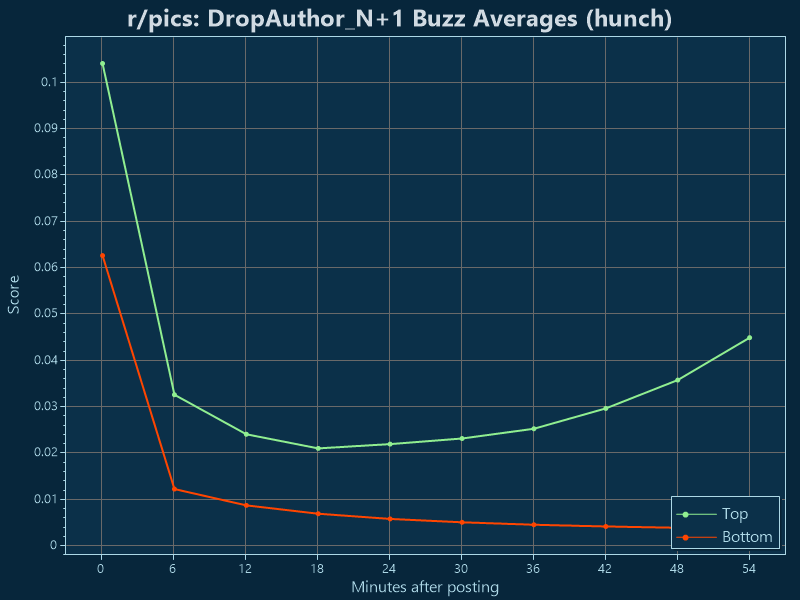 r/pics: DropAuthor_N+1 Buzz Averages (hunch)
0.1
0.09
0.08
0.07
0.06
0.05
0.04
0.03
0.02
0.01
0
Score
Top
Bottom
0 6 12 18 24 30 36 42 48 54
Minutes after posting